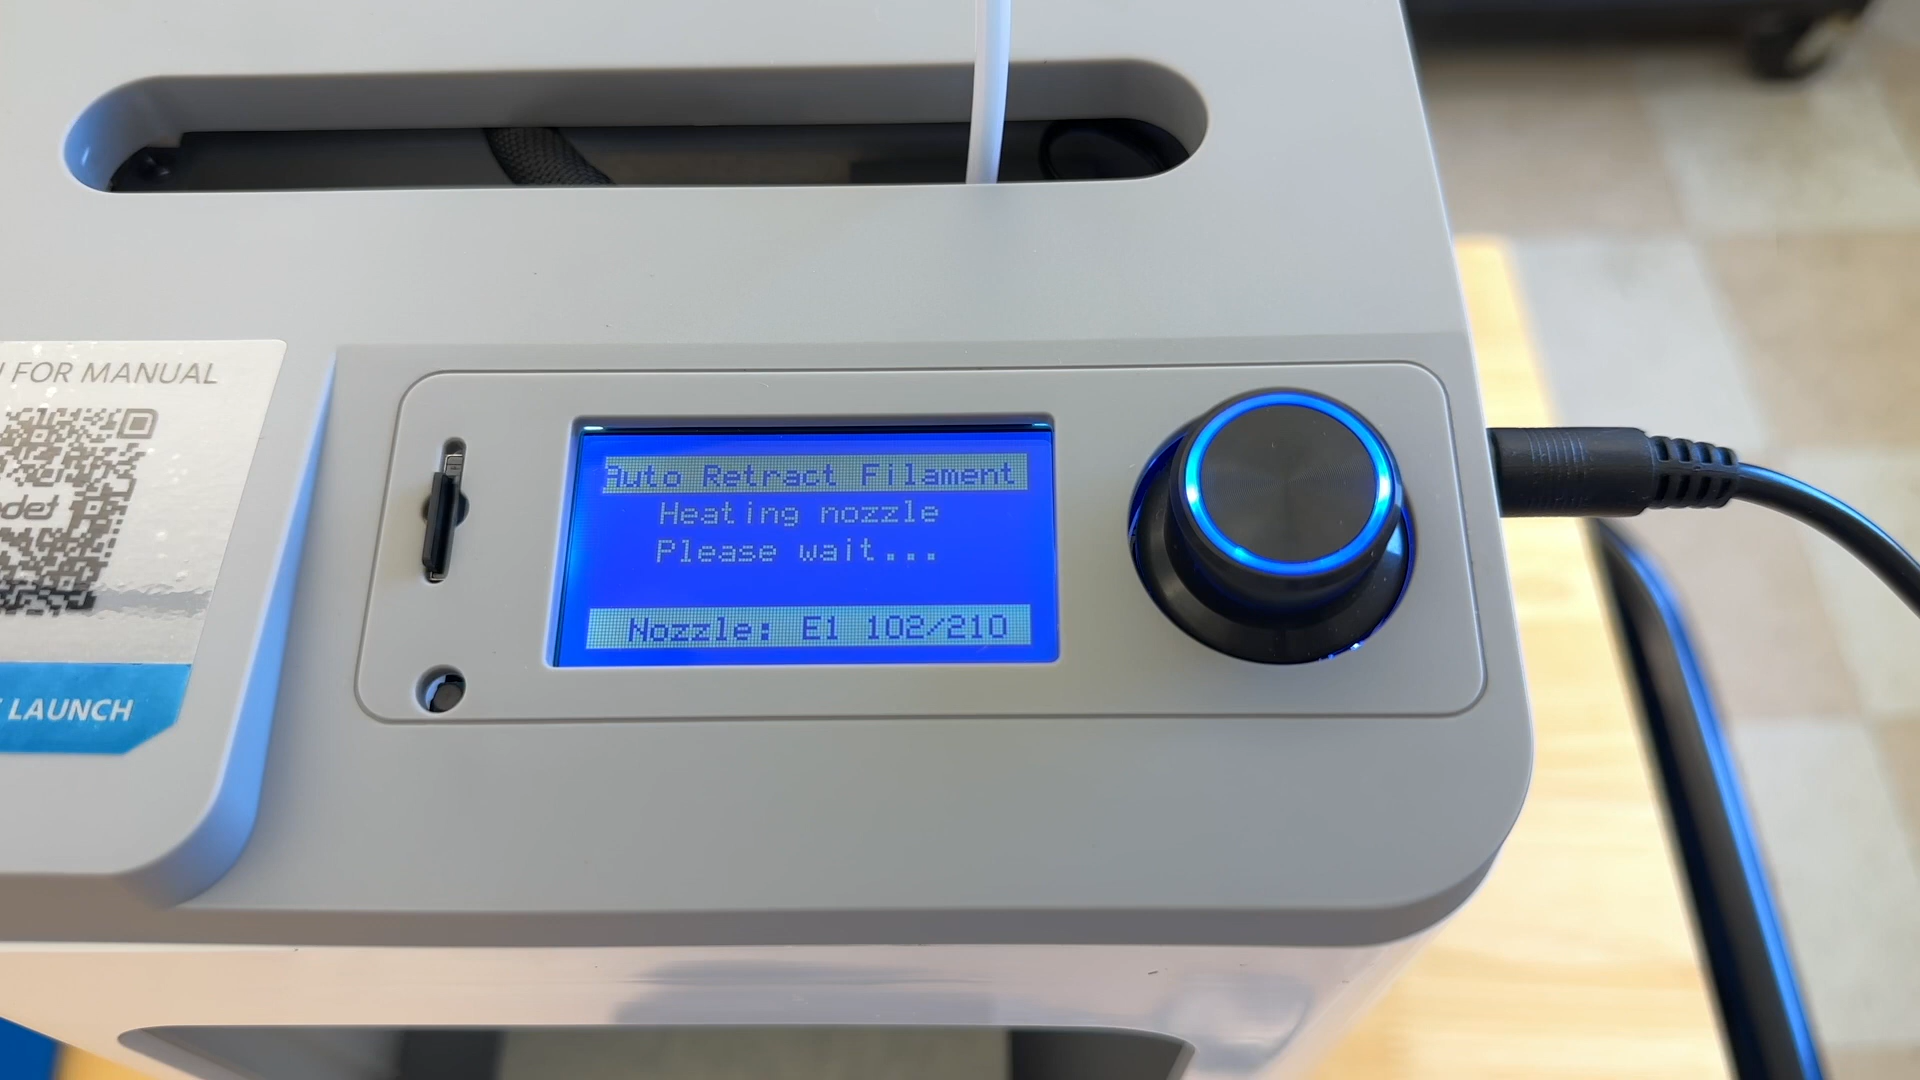 FOR MANUAL
LAUNCH
Auto Retract Filament
Heating nozzle
Please wait...
Nozzle: E1 102/210